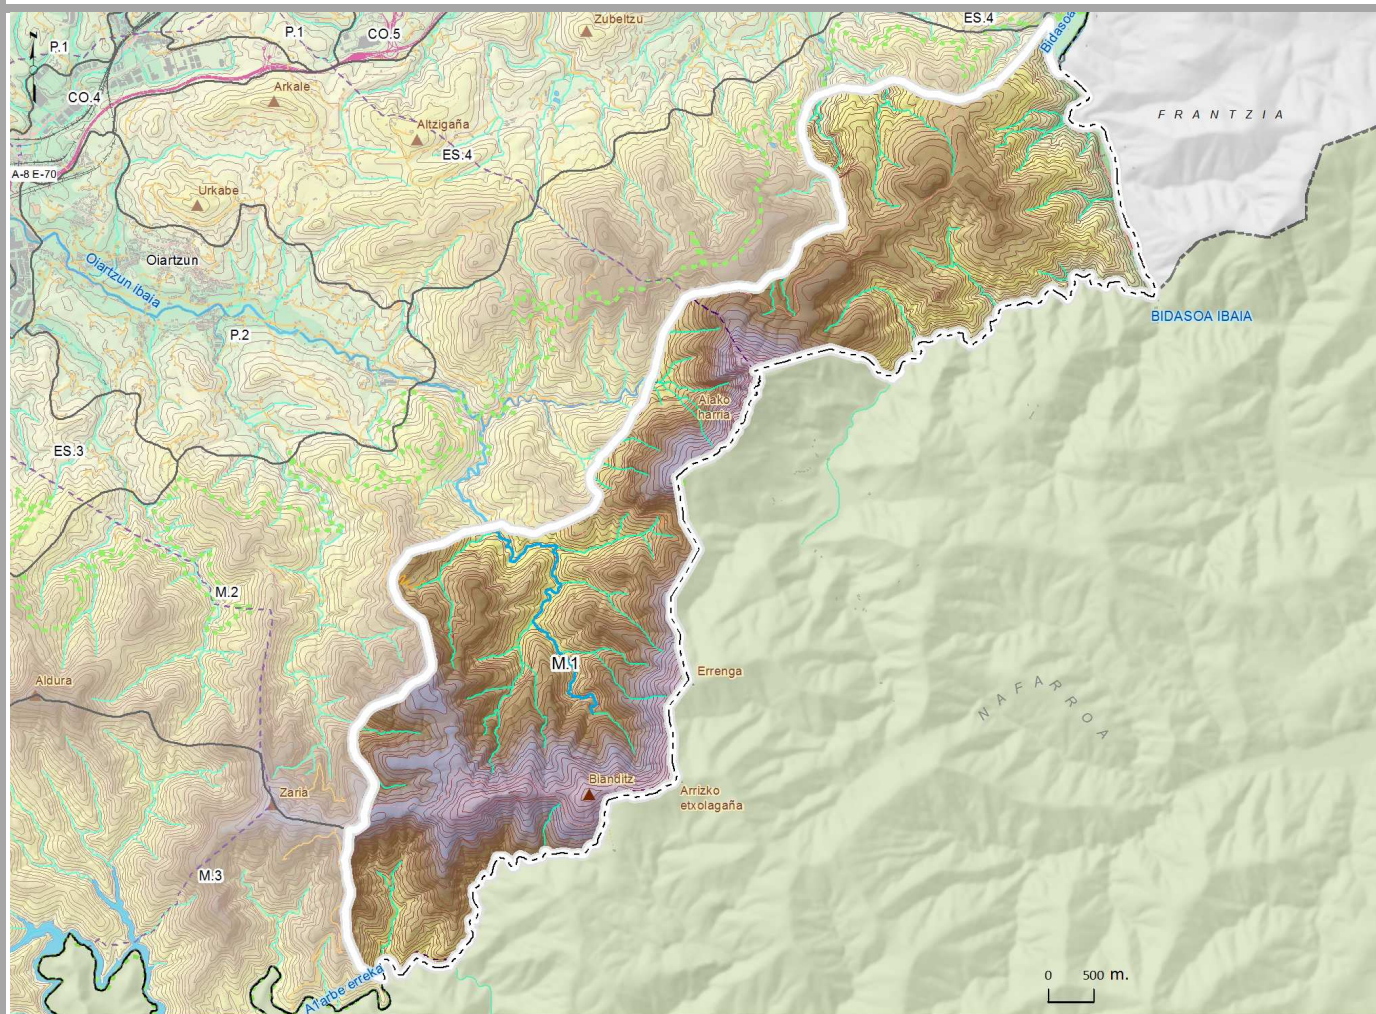 Zubeltzu
ES.4
P.1
CO.5
P.1
Bidasoa
CO.4
Arkale
FRANTZIA
Altzigaña
ES.4
A-8 E-70
Urkabe
Oiartzun
Oiartzun ibaia
BIDASOA IBAIA
P.2
Aiako
harria
ES.3
M.2
M.1
Errenga
Aldura
NAFARROA
Bianditz
Arrizko
etxolagaña
Zaria
M.3
Añarbe erreka
0 500 m.